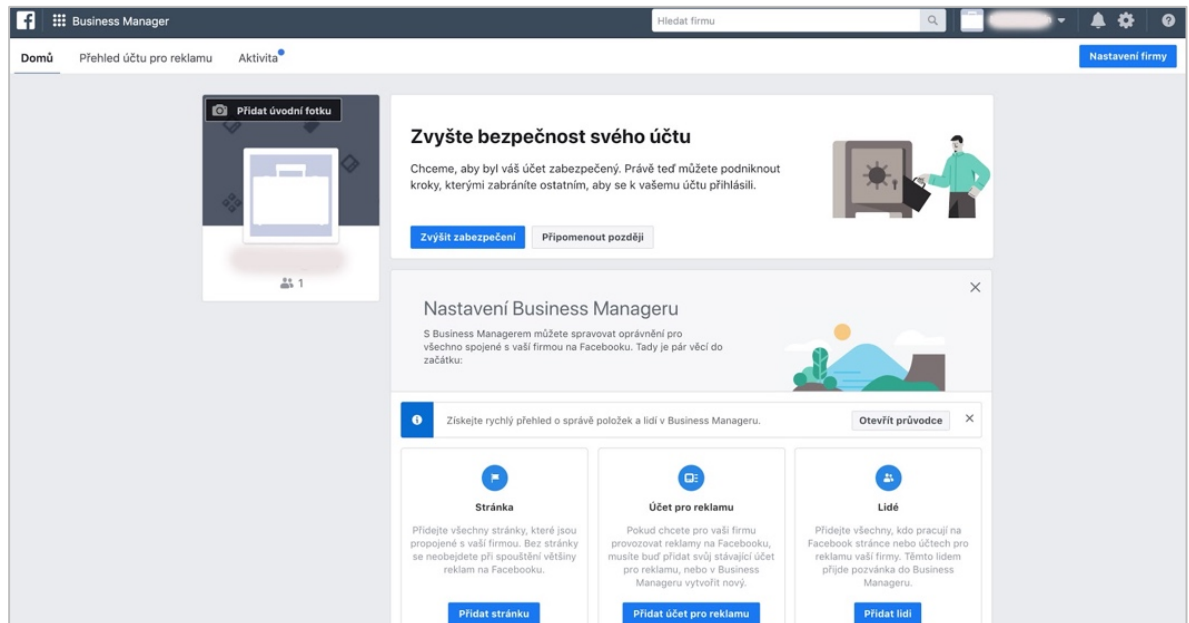 Business Manager
Hledat firmu
Domů
Přehled účtu pro reklamu
Aktivita
Nastavení firmy
Přidat úvodní fotku
1
Zvyšte bezpečnost svého účtu
Chceme, aby byl váš účet zabezpečený. Právě teď můžete podniknout
kroky, kterými zabráníte ostatním, aby se k vašemu účtu přihlásili.
Zvýšit zabezpečení
Připomenout později
Nastavení Business Manageru
S Business Managerem můžete spravovat oprávnění pro
všechno spojené s vaší firmou na Facebooku. Tady je pár věcí do
začátku:
Získejte rychlý přehled o správě položek a lidí v Business Manageru.
Otevřít průvodce
Stránka
Přidejte všechny stránky, které jsou
propojené s vaší firmou. Bez stránky
se neobejdete při spouštění většiny
reklam na Facebooku.
Přidat stránku
Účet pro reklamu
Pokud chcete pro vaši firmu
provozovat reklamy na Facebooku,
musíte buď přidat svůj stávající účet
pro reklamu, nebo v Business
Manageru vytvořit nový.
Přidat účet pro reklamu
Lidé
Přidejte všechny, kdo pracují na
Facebook stránce nebo účtech pro
reklamu vaší firmy. Těmto lidem
přijde pozvánka do Business
Manageru.
Přidat lidi